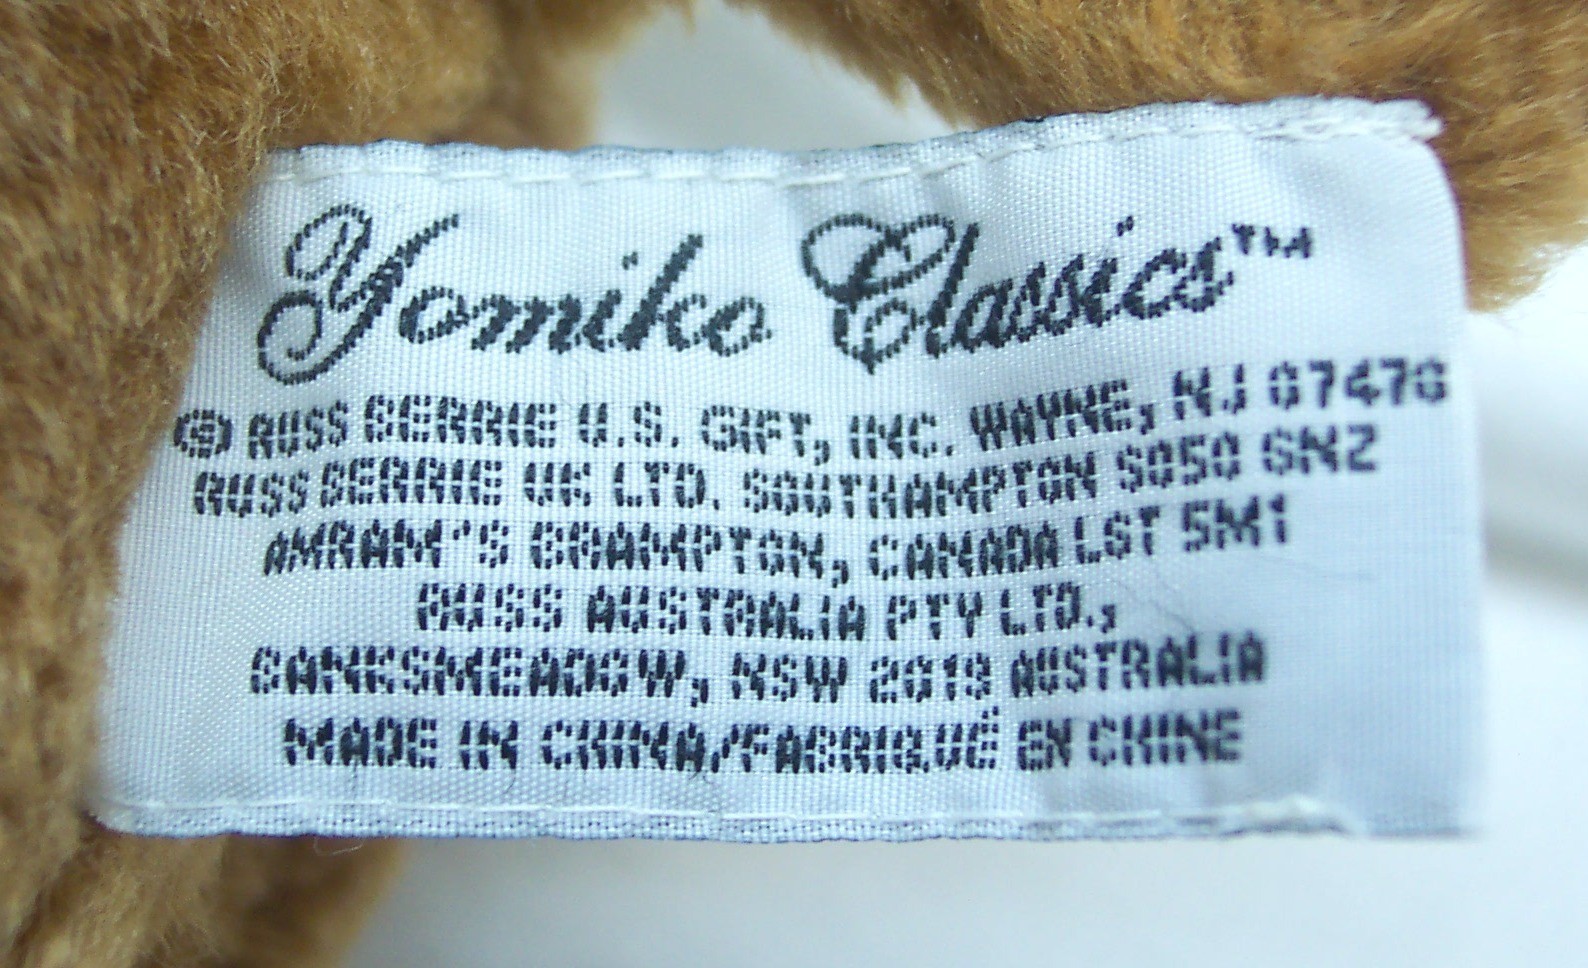 Yomiko Classics™
© RUSS BERRIE U.S. GIFT, INC. WAYNE, NJ 07470
RUSS BERRIE UK LTD. SOUTHAMPTON SO50 6NZ
AMRAM'S BRAMPTON, CANADA L5T 5M1
RUSS AUSTRALIA PTY LTD.,
BANKSMEADOW, NSW 2019 AUSTRALIA
MADE IN CHINA/FABRIQUÉ EN CHINE